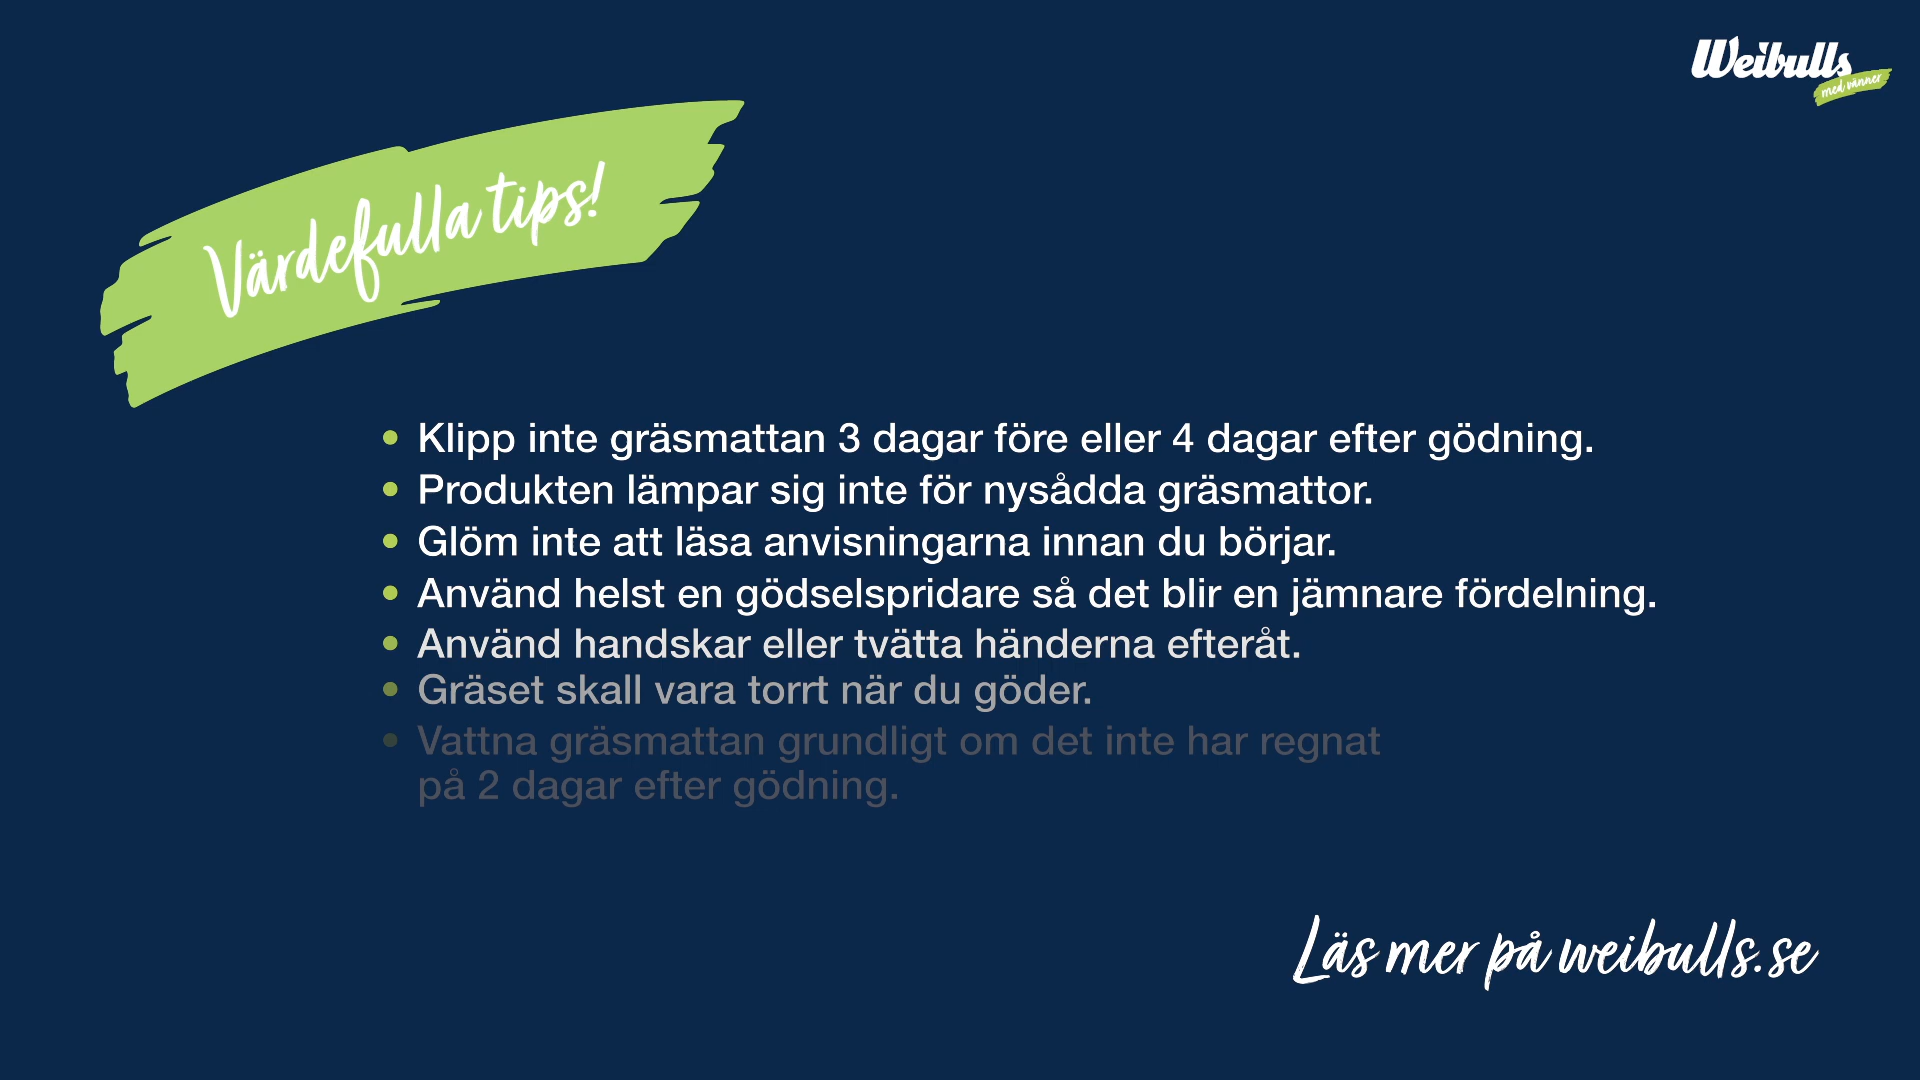 Weibulls
med vänner
Värdefulla tips!
• Klipp inte gräsmattan 3 dagar före eller 4 dagar efter gödning.
• Produkten lämpar sig inte för nysådda gräsmattor.
• Glöm inte att läsa anvisningarna innan du börjar.
• Använd helst en gödselspridare så det blir en jämnare fördelning.
• Använd handskar eller tvätta händerna efteråt.
• Gräset skall vara torrt när du göder.
• Vattna gräsmattan grundligt om det inte har regnat
på 2 dagar efter gödning.
Läs mer på weibulls.se